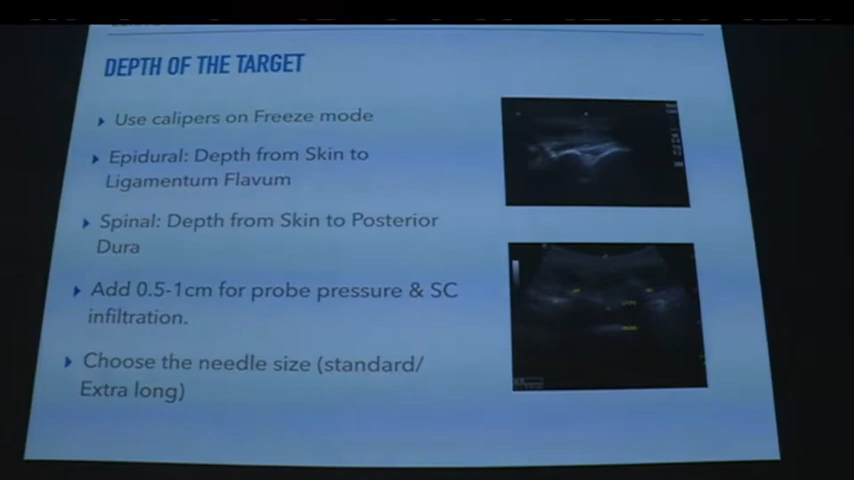 DEPTH OF THE TARGET
Use calipers on Freeze mode
Epidural: Depth from Skin to
Ligamentum Flavum
Spinal: Depth from Skin to Posterior
Dura
Add 0.5-1cm for probe pressure & SC
infiltration.
Choose the needle size (standard/
Extra long)